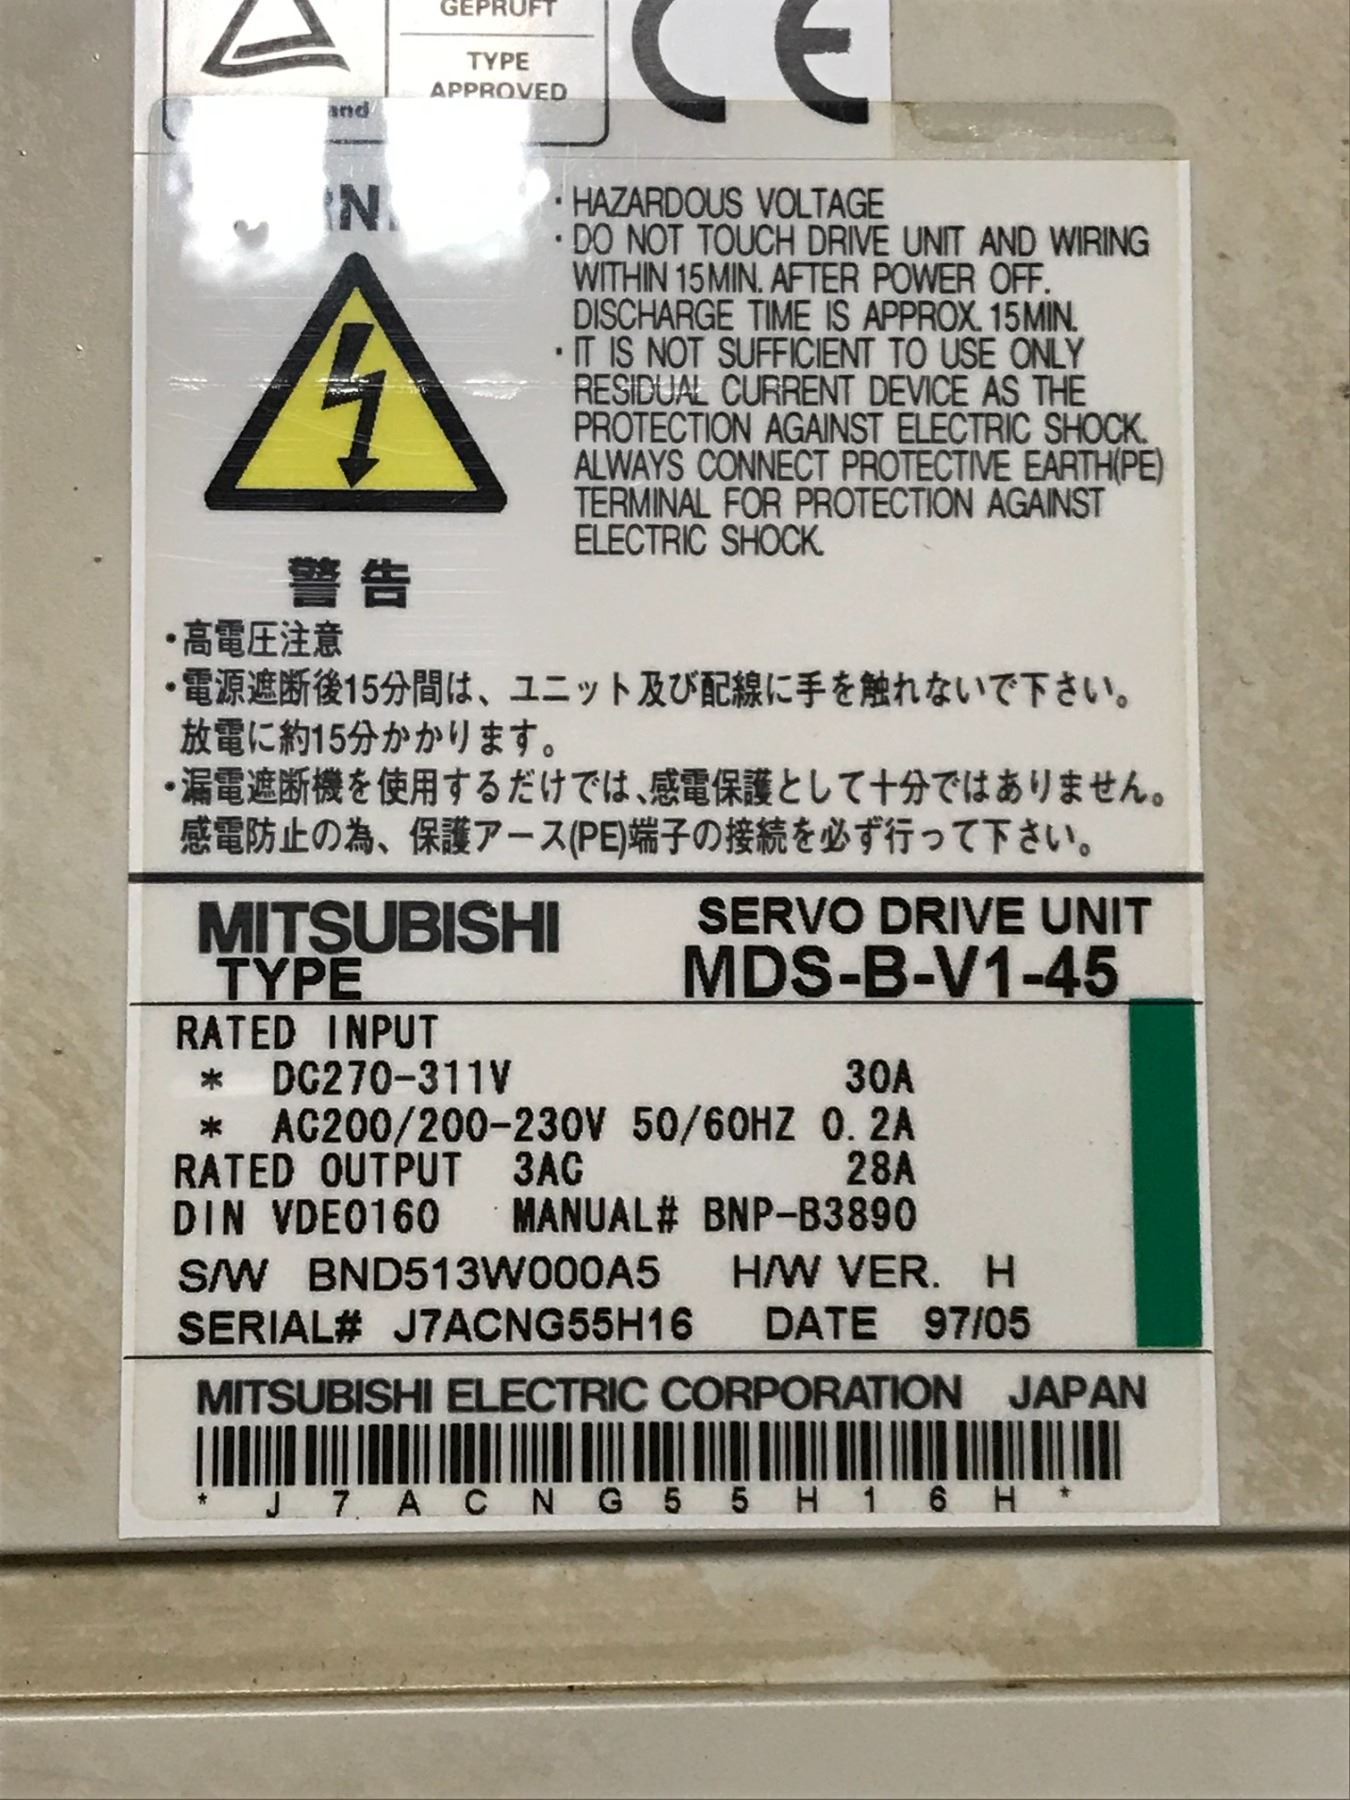 GEPRÜFT
TYPE
APPROVED
CE
· HAZARDOUS VOLTAGE
· DO NOT TOUCH DRIVE UNIT AND WIRING
WITHIN 15MIN. AFTER POWER OFF.
DISCHARGE TIME IS APPROX. 15MIN.
· IT IS NOT SUFFICIENT TO USE ONLY
RESIDUAL CURRENT DEVICE AS THE
PROTECTION AGAINST ELECTRIC SHOCK.
ALWAYS CONNECT PROTECTIVE EARTH(PE)
TERMINAL FOR PROTECTION AGAINST
ELECTRIC SHOCK.
警告
・高電圧注意
・電源遮断後15分間は、ユニット及び配線に手を触れないで下さい。
放電に約15分かかります。
・漏電遮断機を使用するだけでは、感電保護として十分ではありません。
感電防止の為、保護アース(PE)端子の接続を必ず行って下さい。
MITSUBISHI SERVO DRIVE UNIT
TYPE MDS-B-V1-45
RATED INPUT
* DC270-311V 30A
* AC200/200-230V 50/60HZ 0.2A
RATED OUTPUT 3AC 28A
DIN VDE0160 MANUAL# BNP-B3890
S/W BND513W000A5 H/W VER. H
SERIAL# J7ACNG55H16 DATE 97/05
MITSUBISHI ELECTRIC CORPORATION JAPAN
* J 7 A C N G 5 5 H 1 6 H *